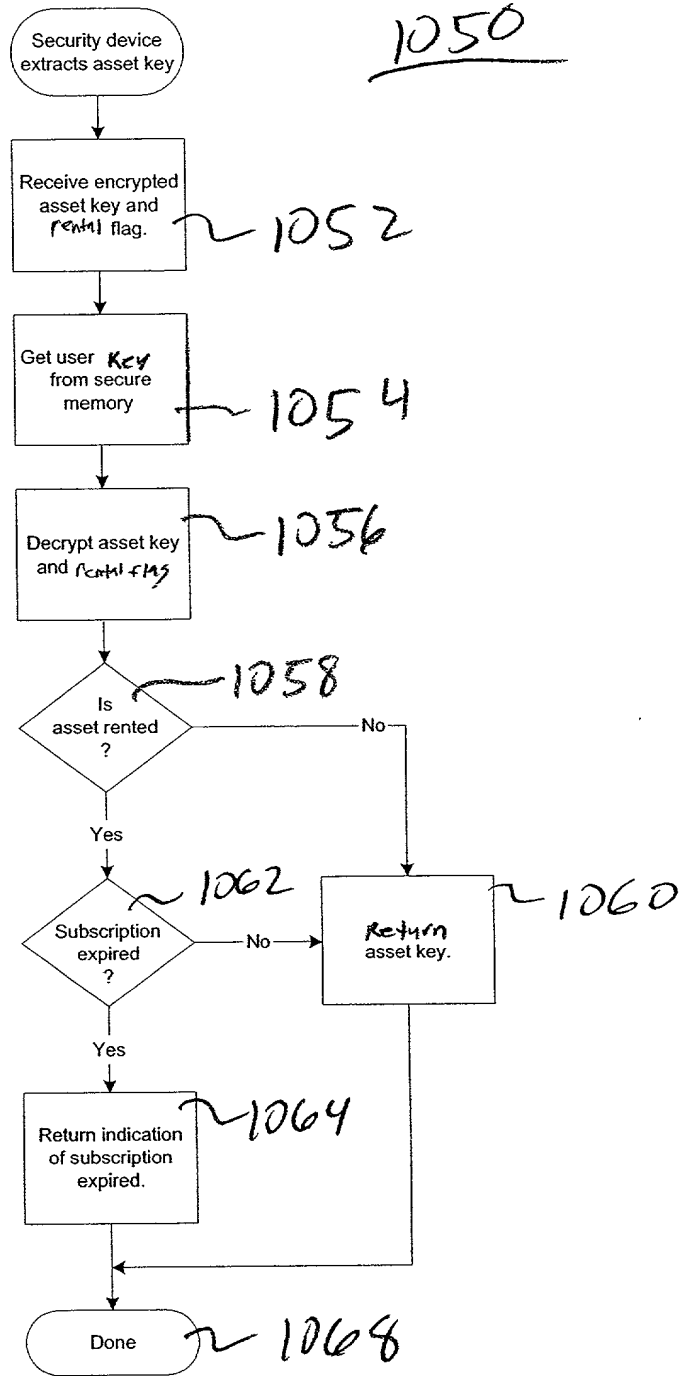 1050
Security device
extracts asset key
Receive encrypted
asset key and
rental flag.
1052
Get user Key
from secure
memory
1054
Decrypt asset key
and rental flag
1056
Is
asset rented
?
1058
No
Yes
Subscription
expired
?
1062
No
Return
asset key.
1060
Yes
Return indication
of subscription
expired.
1064
Done
1068